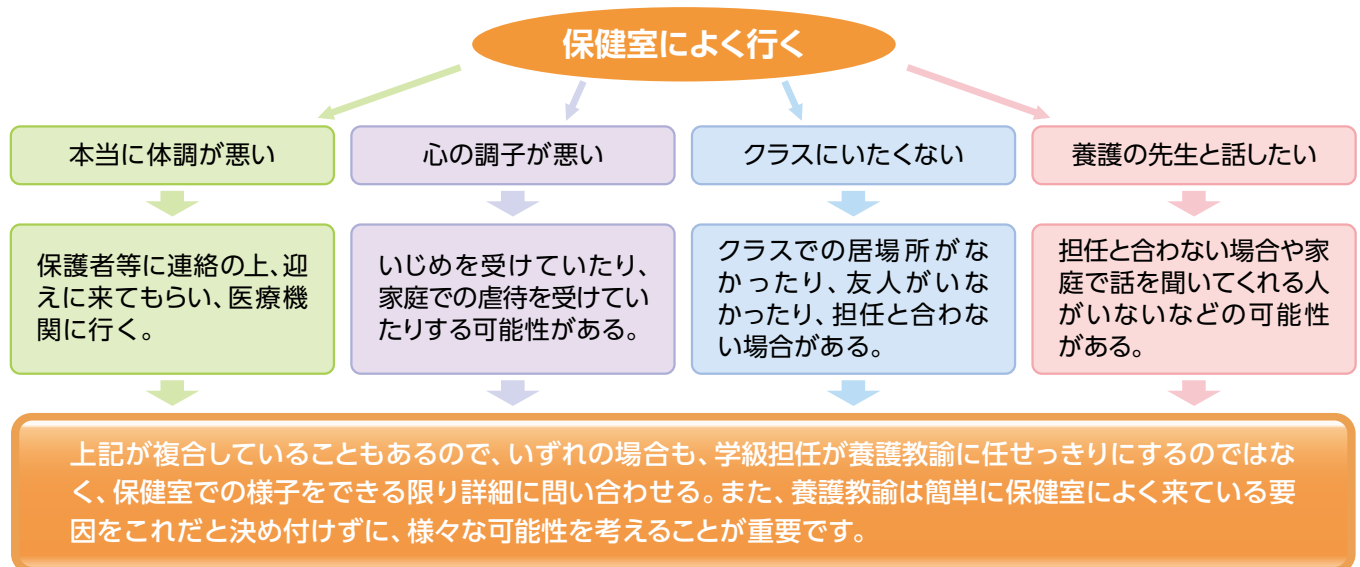 保健室によく行く
本当に体調が悪い
心の調子が悪い
クラスにいたくない
養護の先生と話したい
保護者等に連絡の上、迎
えに来てもらい、医療機
関に行く。
いじめを受けていたり、
家庭での虐待を受けてい
たりする可能性がある。
クラスでの居場所がな
かったり、友人がいな
かったり、担任と合わな
い場合がある。
担任と合わない場合や家
庭で話を聞いてくれる人
がいないなどの可能性
がある。
上記が複合していることもあるので、いずれの場合も、学級担任が養護教諭に任せっきりにするのではな
く、保健室での様子をできる限り詳細に問い合わせる。また、養護教諭は簡単に保健室によく来ている要
因をこれだと決め付けずに、様々な可能性を考えることが重要です。